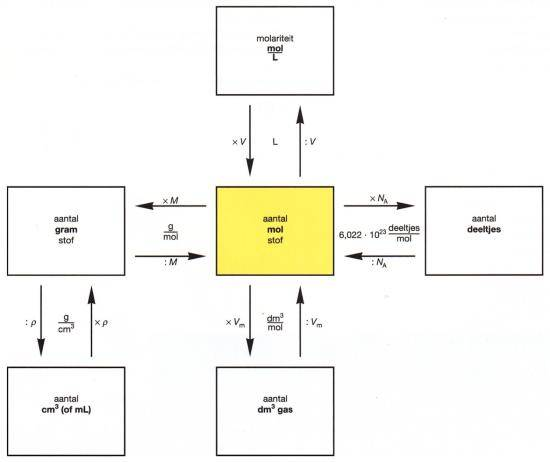 molariteit
mol
L
× V
L
: V
aantal
gram
stof
× M
g
mol
: M
aantal
mol
stof
× NA
6,022 · 10²³ deeltjes
mol
: NA
aantal
deeltjes
: ρ
g
cm³
× ρ
× Vm
dm³
mol
: Vm
aantal
cm³ (of mL)
aantal
dm³ gas